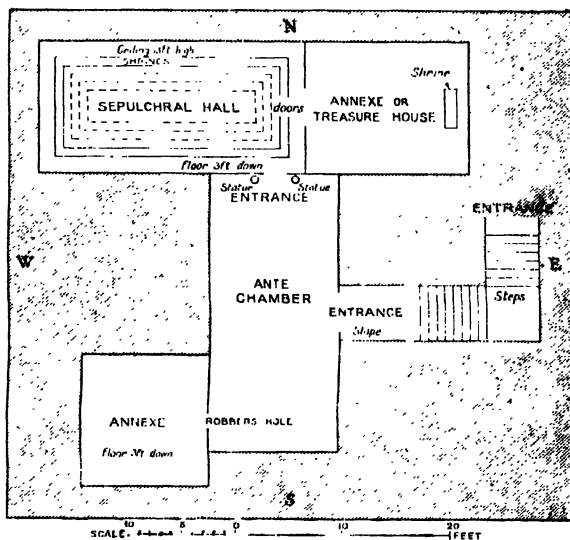 N
Ceiling
high
SHRINES
SEPULCHRAL HALL
doors
Shrine
ANNEXE OR
TREASURE HOUSE
floor 3ft down
Statue
Statue
ENTRANCE
ENTRANCE
W
E
ANTE
CHAMBER
ENTRANCE
Slope
Steps
ANNEXE
ROBBERS HOLE
floor 3ft down
S
SCALE.
10
5
0
10
20
FEET